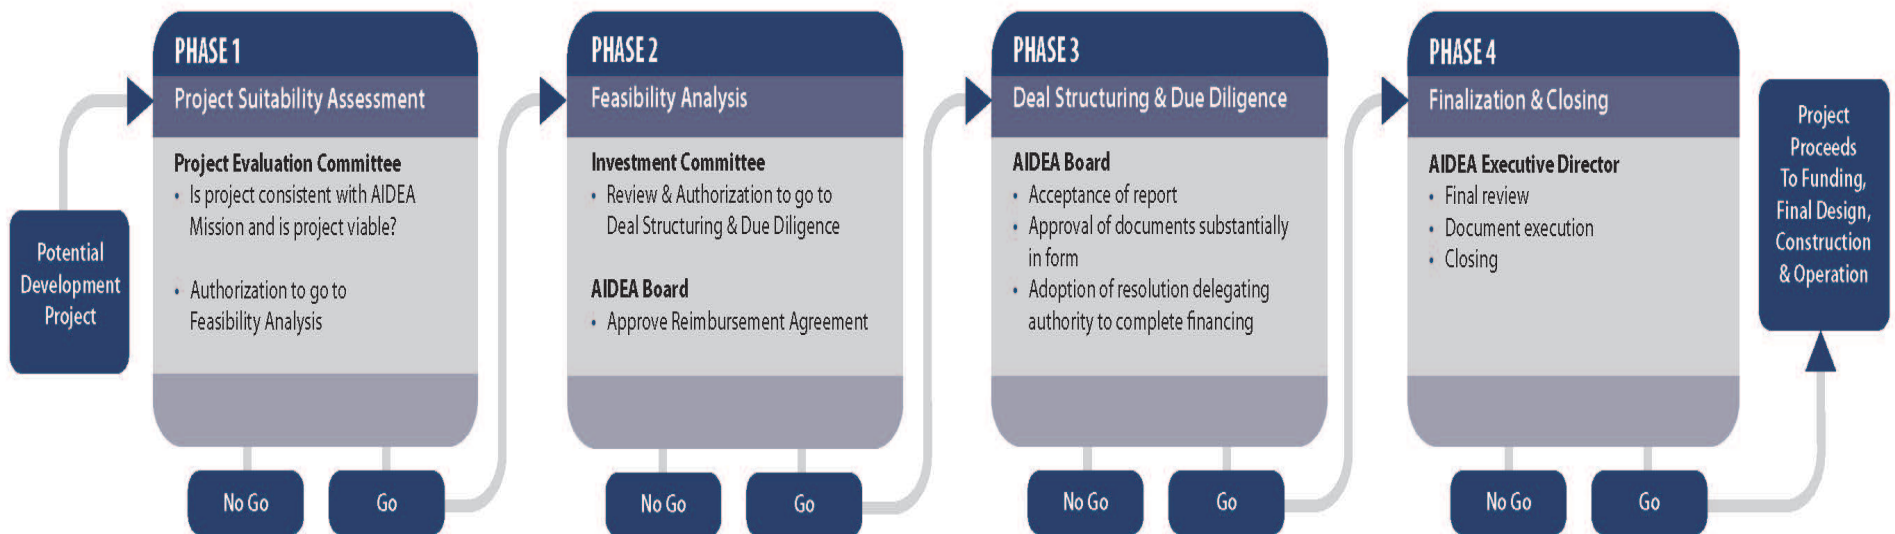 Potential
Development
Project
PHASE 1
Project Suitability Assessment
Project Evaluation Committee
• Is project consistent with AIDEA
Mission and is project viable?
• Authorization to go to
Feasibility Analysis
No Go
Go
PHASE 2
Feasibility Analysis
Investment Committee
• Review & Authorization to go to
Deal Structuring & Due Diligence
AIDEA Board
• Approve Reimbursement Agreement
No Go
Go
PHASE 3
Deal Structuring & Due Diligence
AIDEA Board
• Acceptance of report
• Approval of documents substantially
in form
• Adoption of resolution delegating
authority to complete financing
No Go
Go
PHASE 4
Finalization & Closing
AIDEA Executive Director
• Final review
• Document execution
• Closing
No Go
Go
Project
Proceeds
To Funding,
Final Design,
Construction
& Operation